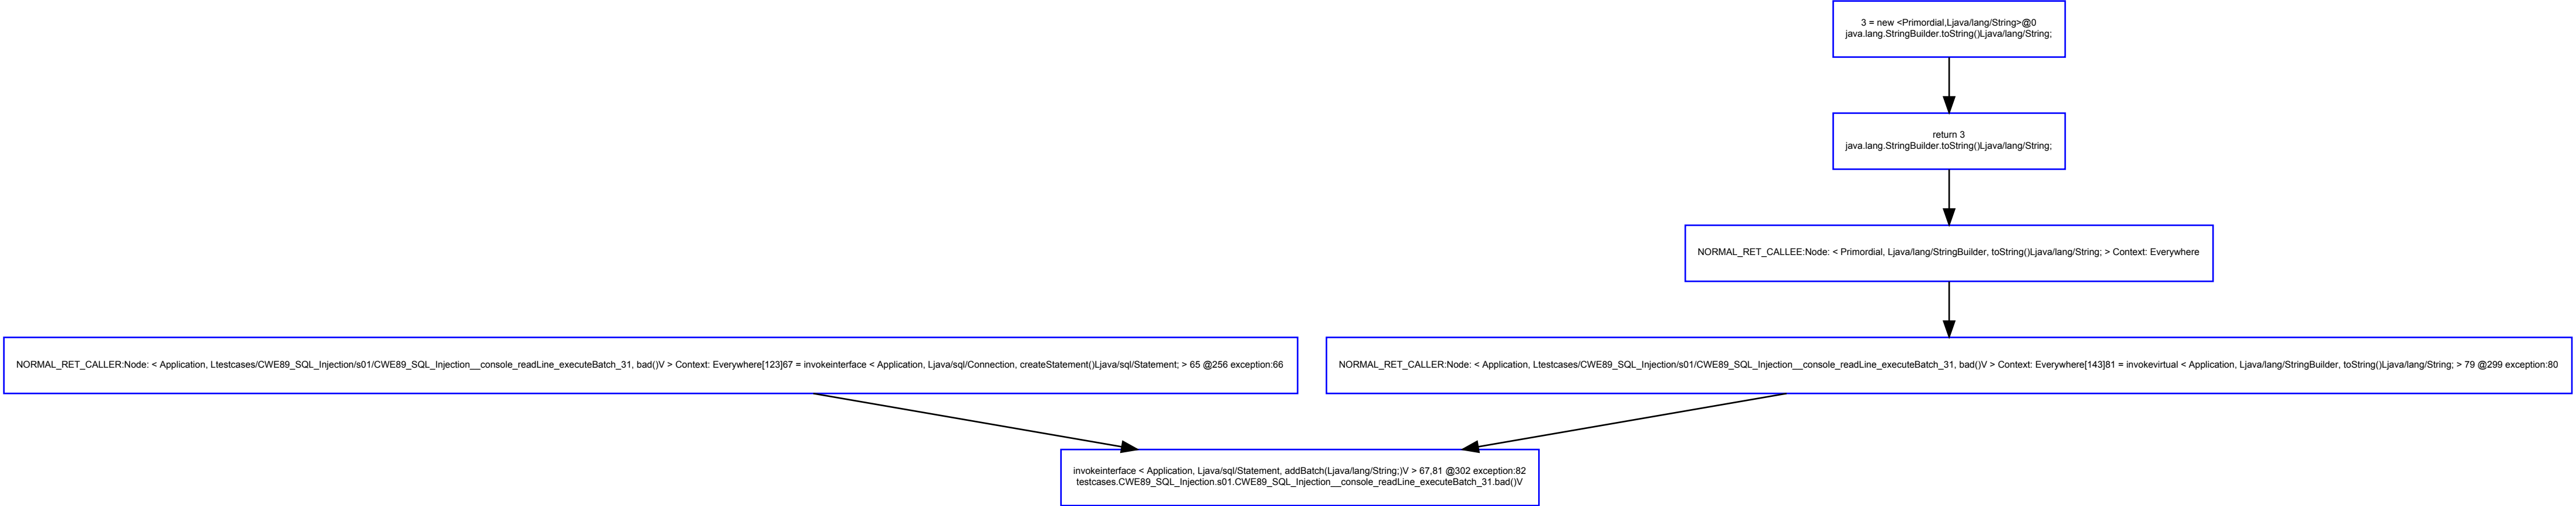 3 = new <Primordial,Ljava/lang/String>@0
java.lang.StringBuilder.toString()Ljava/lang/String;
return 3
java.lang.StringBuilder.toString()Ljava/lang/String;
NORMAL_RET_CALLEE:Node: < Primordial, Ljava/lang/StringBuilder, toString()Ljava/lang/String; > Context: Everywhere
NORMAL_RET_CALLER:Node: < Application, Ltestcases/CWE89_SQL_Injection/s01/CWE89_SQL_Injection__console_readLine_executeBatch_31, bad()V > Context: Everywhere[123]67 = invokeinterface < Application, Ljava/sql/Connection, createStatement()Ljava/sql/Statement; > 65 @256 exception:66
NORMAL_RET_CALLER:Node: < Application, Ltestcases/CWE89_SQL_Injection/s01/CWE89_SQL_Injection__console_readLine_executeBatch_31, bad()V > Context: Everywhere[143]81 = invokevirtual < Application, Ljava/lang/StringBuilder, toString()Ljava/lang/String; > 79 @299 exception:80
invokeinterface < Application, Ljava/sql/Statement, addBatch(Ljava/lang/String;)V > 67,81 @302 exception:82
testcases.CWE89_SQL_Injection.s01.CWE89_SQL_Injection__console_readLine_executeBatch_31.bad()V